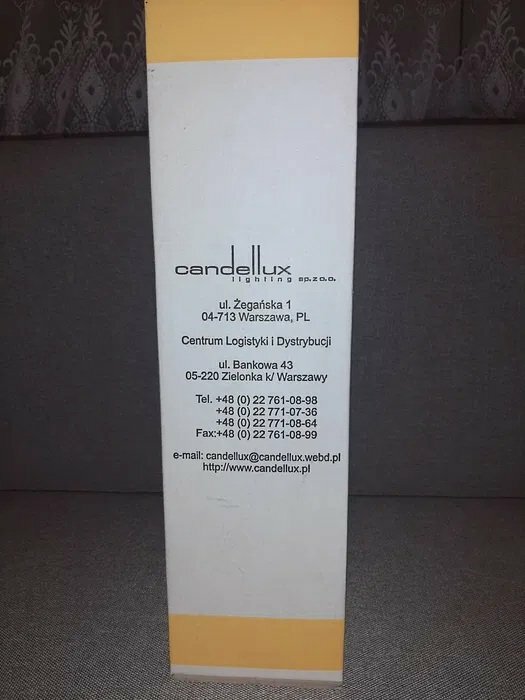 candellux
lighting sp. z o.o.
ul. Żegańska 1
04-713 Warszawa, PL
Centrum Logistyki i Dystrybucji
ul. Bankowa 43
05-220 Zielonka k/ Warszawy
Tel. +48 (0) 22 761-08-98
+48 (0) 22 771-07-36
+48 (0) 22 771-08-64
Fax:+48 (0) 22 761-08-99
e-mail: candellux@candellux.webd.pl
http://www.candellux.pl